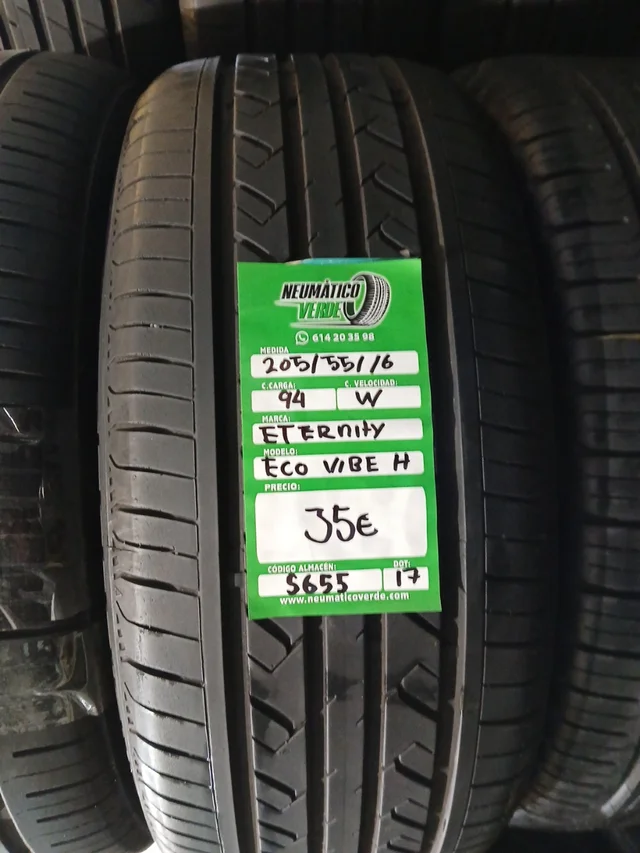 NEUMÁTICO
VERDE
614 20 35 98
MEDIDA
205/55/16
C.CARGA: C. VELOCIDAD:
94 W
MARCA:
ETERNITY
MODELO:
ECO VIBE H
PRECIO:
35€
CÓDIGO ALMACÉN: DOT:
S655 17
www.neumaticoverde.com